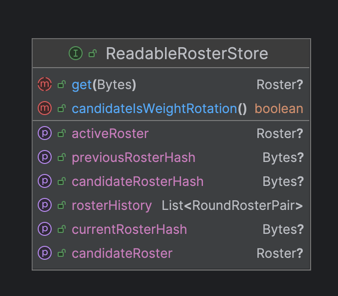 I ReadableRosterStore
m get(Bytes) Roster?
m candidateIsWeightRotation() boolean
p activeRoster Roster?
p previousRosterHash Bytes?
p candidateRosterHash Bytes?
p rosterHistory List<RoundRosterPair>
p currentRosterHash Bytes?
p candidateRoster Roster?